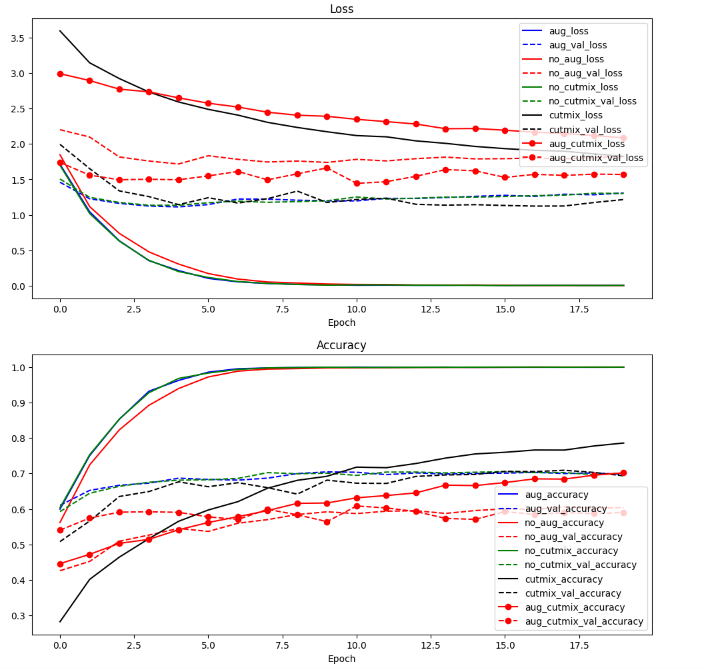 Loss
3.5
3.0
2.5
2.0
1.5
1.0
0.5
0.0
aug_loss
aug_val_loss
no_aug_loss
no_aug_val_loss
no_cutmix_loss
no_cutmix_val_loss
cutmix_loss
cutmix_val_loss
aug_cutmix_loss
aug_cutmix_val_loss
0.0 2.5 5.0 7.5 10.0 12.5 15.0 17.5
Epoch
Accuracy
1.0
0.9
0.8
0.7
0.6
0.5
0.4
0.3
aug_accuracy
aug_val_accuracy
no_aug_accuracy
no_aug_val_accuracy
no_cutmix_accuracy
no_cutmix_val_accuracy
cutmix_accuracy
cutmix_val_accuracy
aug_cutmix_accuracy
aug_cutmix_val_accuracy
0.0 2.5 5.0 7.5 10.0 12.5 15.0 17.5
Epoch